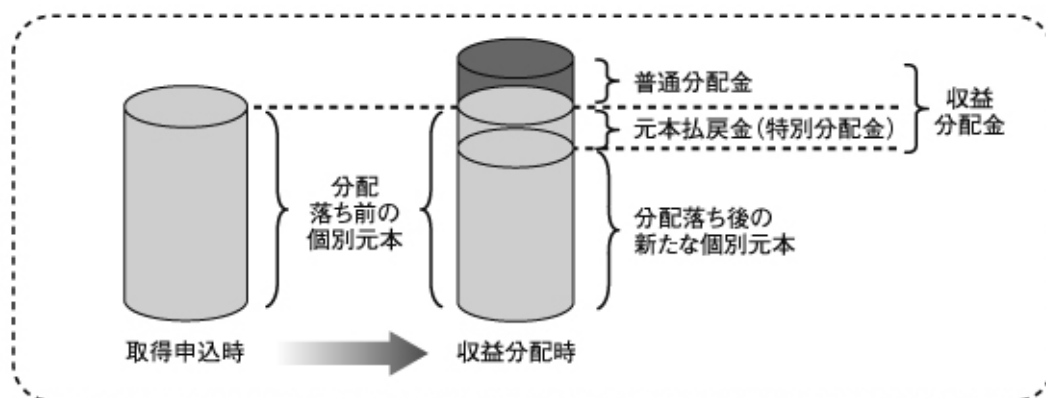 普通分配金
元本払戻金(特別分配金)
収益
分配金
分配
落ち前の
個別元本
分配落ち後の
新たな個別元本
取得申込時
収益分配時